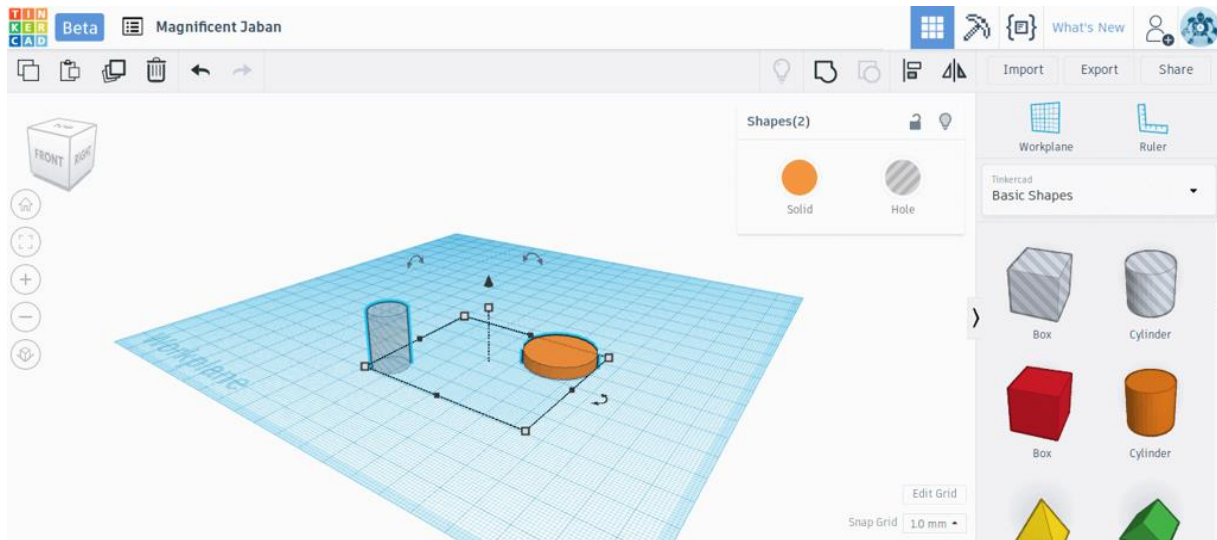 TIN
KER
CAD
Beta
Magnificent Jaban
What's New
Import
Export
Share
Shapes(2)
Solid
Hole
FRONT
RIGHT
Workplane
Workplane
Ruler
Tinkercad
Basic Shapes
Box
Cylinder
Box
Cylinder
Edit Grid
Snap Grid 1.0 mm